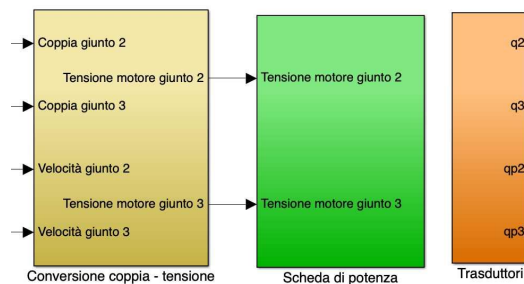 Coppia giunto 2
Tensione motore giunto 2
Coppia giunto 3
Velocità giunto 2
Tensione motore giunto 3
Velocità giunto 3
Conversione coppia - tensione
Tensione motore giunto 2
Tensione motore giunto 3
Scheda di potenza
q2
q3
qp2
qp3
Trasduttori